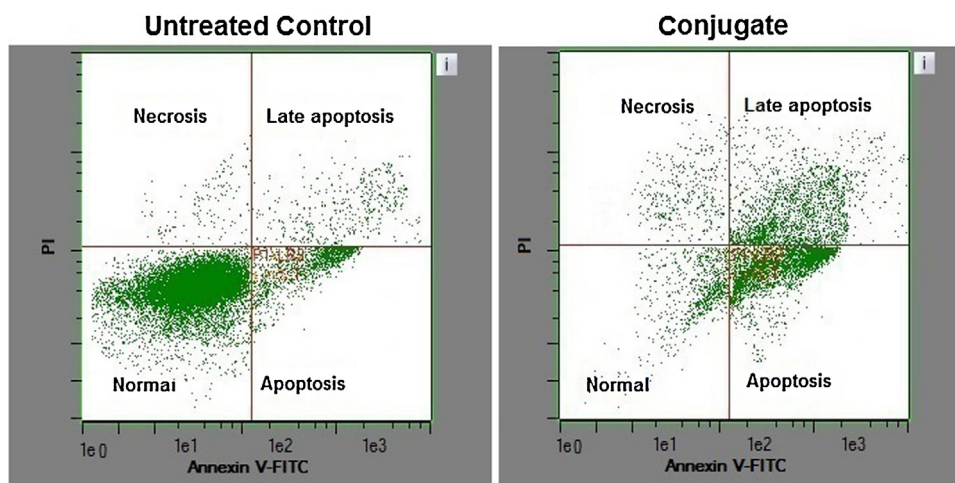 Untreated Control
Necrosis
Late apoptosis
PI
Normal
Apoptosis
1e0 1e1 1e2 1e3
Annexin V-FITC
i
Conjugate
Necrosis
Late apoptosis
PI
Normal
Apoptosis
1e0 1e1 1e2 1e3
Annexin V-FITC
i